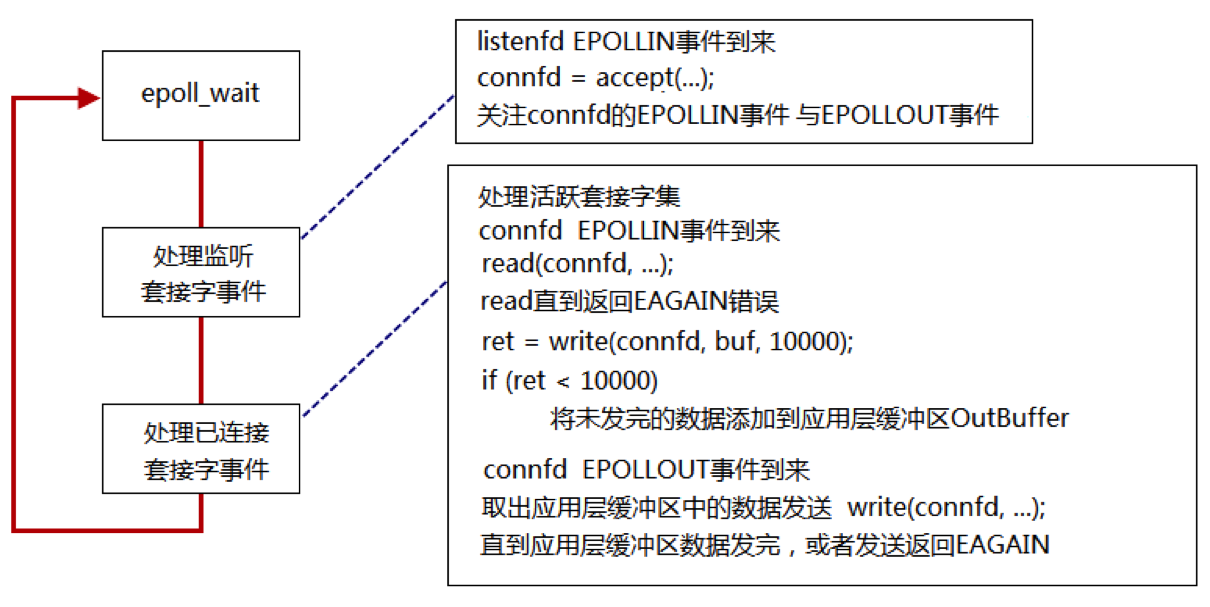 epoll_wait
处理监听
套接字事件
处理已连接
套接字事件
listenfd EPOLLIN事件到来
connfd = accept(...);
关注connfd的EPOLLIN事件 与EPOLLOUT事件
处理活跃套接字集
connfd EPOLLIN事件到来
read(connfd, ...);
read直到返回EAGAIN错误
ret = write(connfd, buf, 10000);
if (ret < 10000)
将未发完的数据添加到应用层缓冲区OutBuffer
connfd EPOLLOUT事件到来
取出应用层缓冲区中的数据发送 write(connfd, ...);
直到应用层缓冲区数据发完，或者发送返回EAGAIN